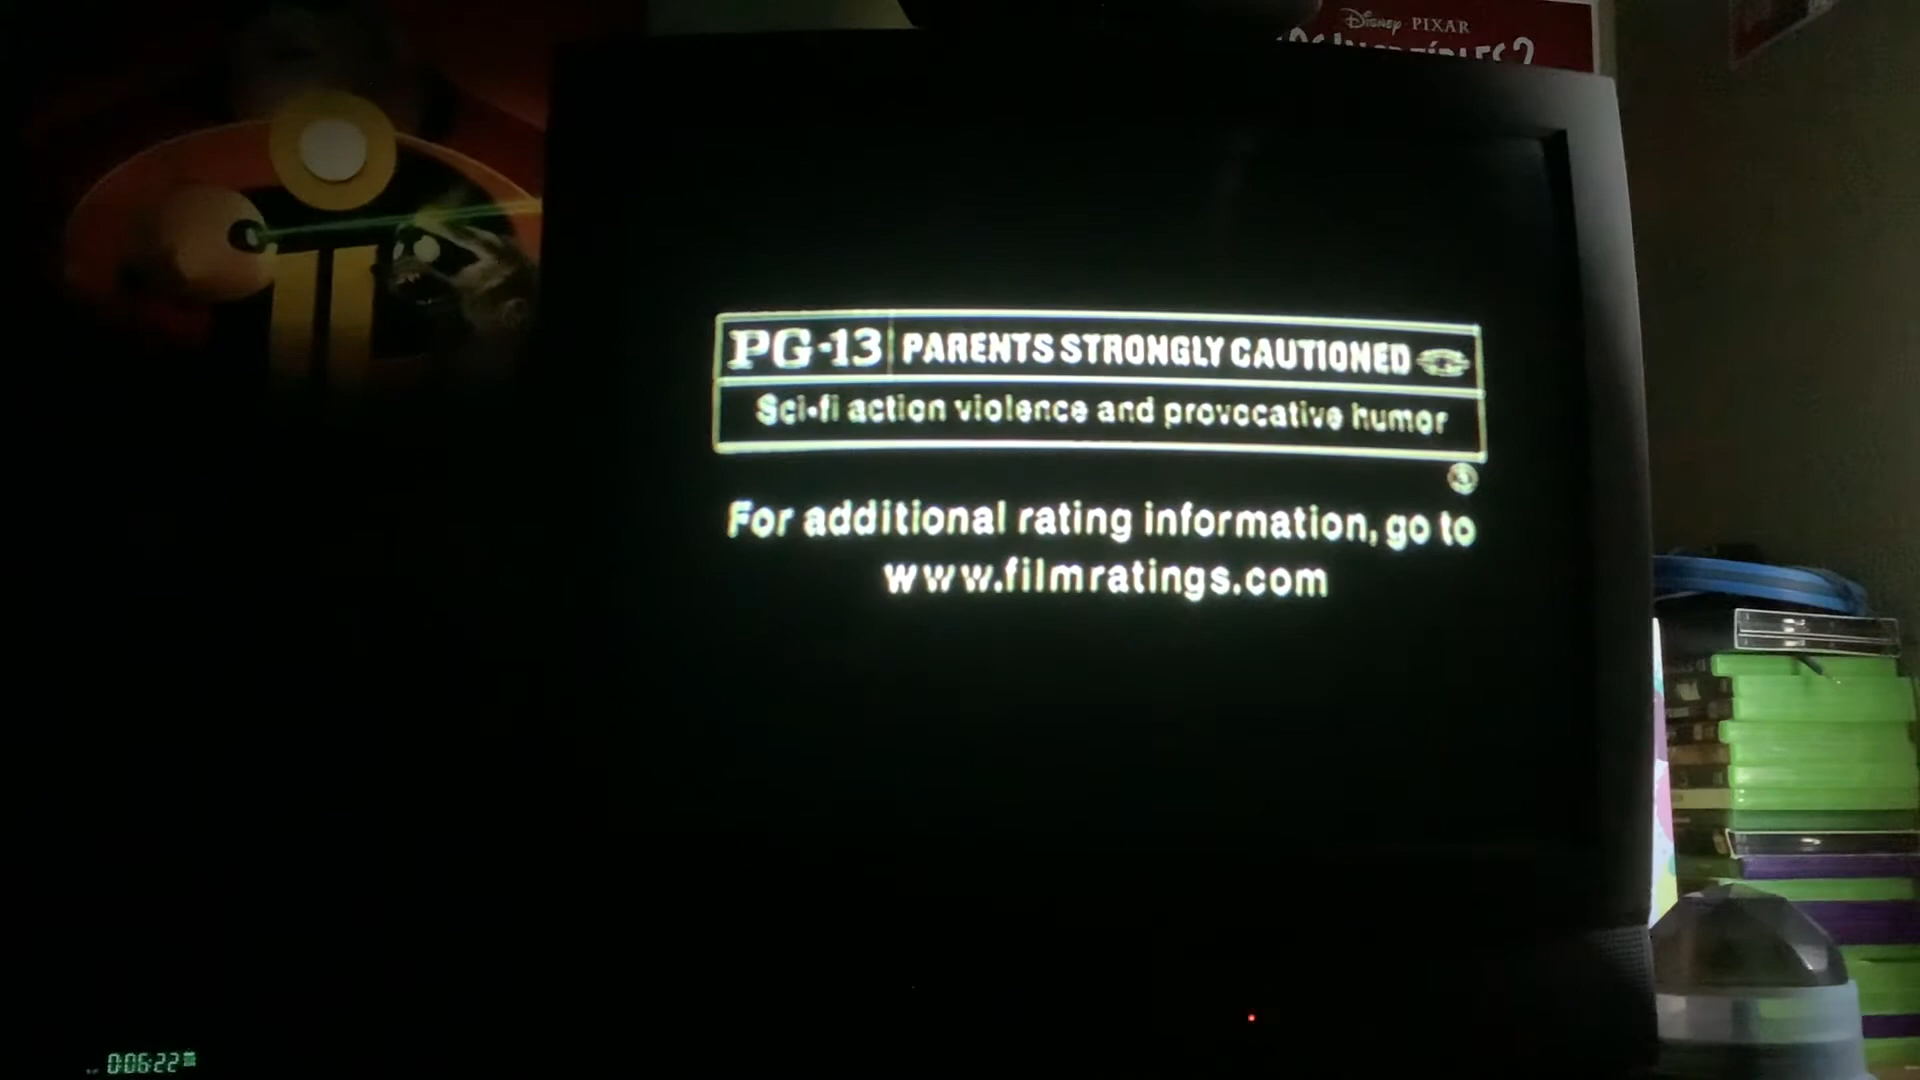 Disney · PIXAR
PG-13 PARENTS STRONGLY CAUTIONED
Sci-fi action violence and provocative humor
For additional rating information, go to
www.filmratings.com
0:06:22